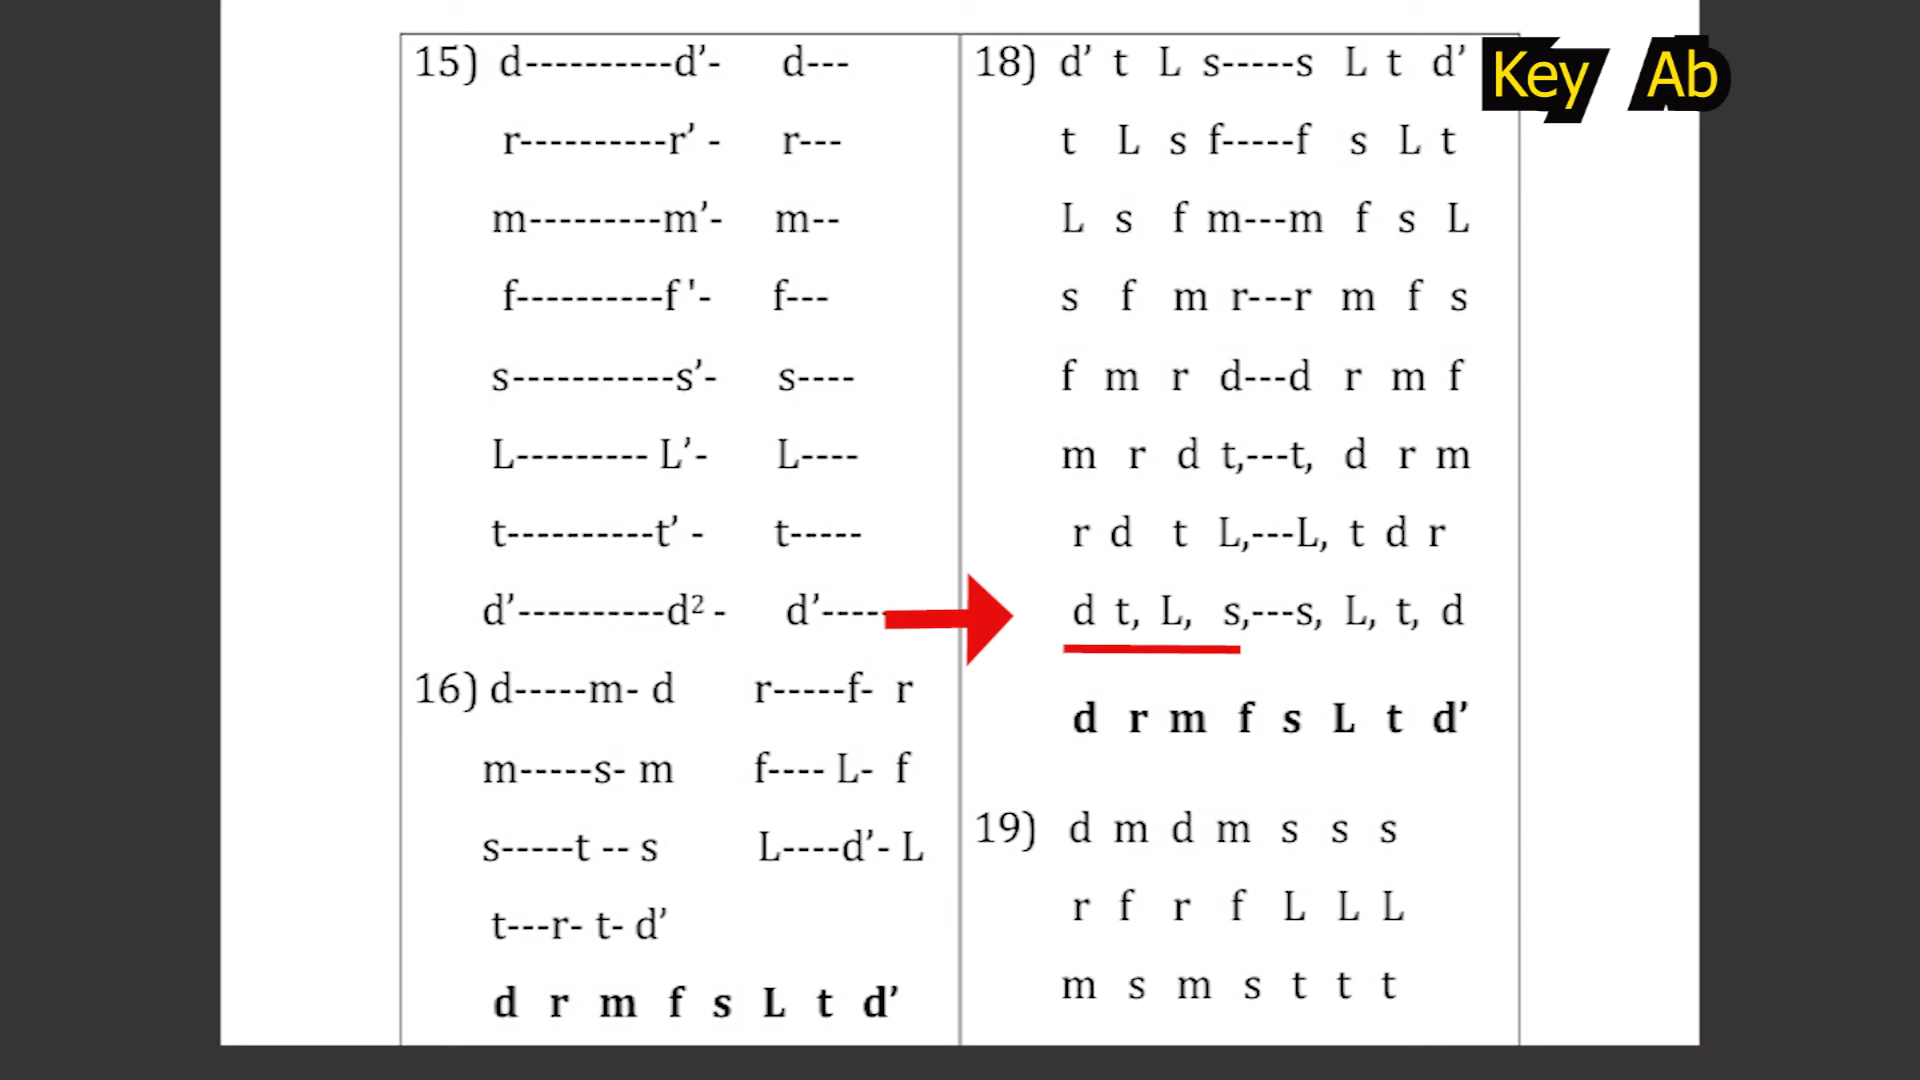 15) d----------d’-   d---
r----------r’ -   r---
m---------m’-   m--
f----------f '-   f---
s-----------s’-   s----
L--------- L’-   L----
t----------t’ -   t-----
d’----------d² -   d’-----
16) d-----m- d   r-----f- r
m-----s- m   f---- L- f
s-----t -- s   L----d’- L
t---r- t- d’
d r m f s L t d’
18) d’ t L s-----s L t d’
t L s f-----f s L t
L s f m---m f s L
s f m r---r m f s
f m r d---d r m f
m r d t,---t, d r m
r d t L,---L, t d r
d t, L, s,---s, L, t, d
d r m f s L t d’
19) d m d m s s s
r f r f L L L
m s m s t t t
Key Ab